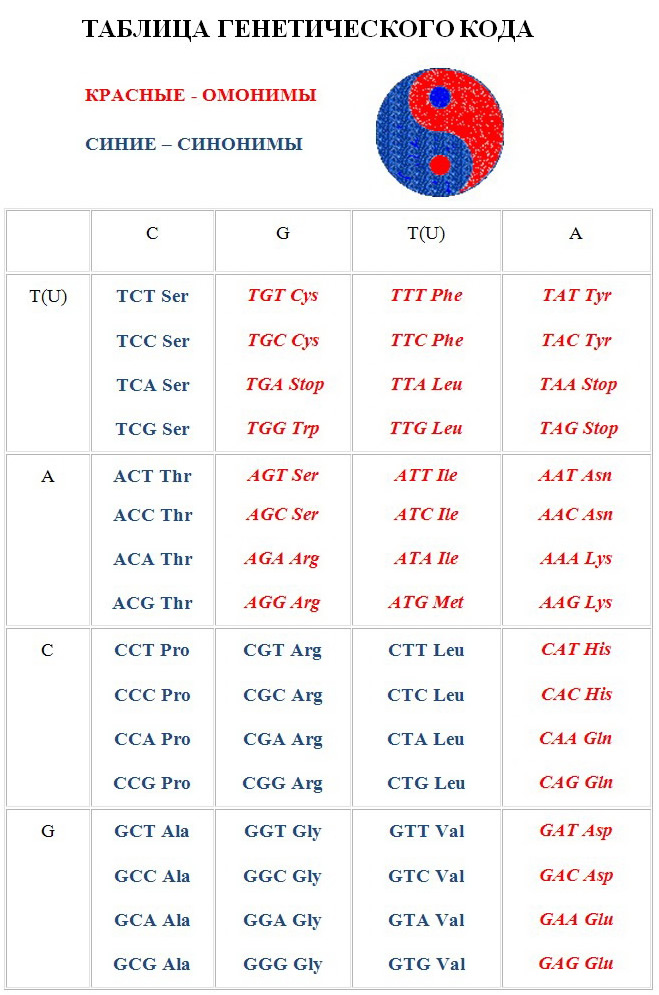 ТАБЛИЦА ГЕНЕТИЧЕСКОГО КОДА
КРАСНЫЕ - ОМОНИМЫ
СИНИЕ – СИНОНИМЫ
C G T(U) A
T(U) TCT Ser TGT Cys TTT Phe TAT Tyr
TCC Ser TGC Cys TTC Phe TAC Tyr
TCA Ser TGA Stop TTA Leu TAA Stop
TCG Ser TGG Trp TTG Leu TAG Stop
A ACT Thr AGT Ser ATT Ile AAT Asn
ACC Thr AGC Ser ATC Ile AAC Asn
ACA Thr AGA Arg ATA Ile AAA Lys
ACG Thr AGG Arg ATG Met AAG Lys
C CCT Pro CGT Arg CTT Leu CAT His
CCC Pro CGC Arg CTC Leu CAC His
CCA Pro CGA Arg CTA Leu CAA Gln
CCG Pro CGG Arg CTG Leu CAG Gln
G GCT Ala GGT Gly GTT Val GAT Asp
GCC Ala GGC Gly GTC Val GAC Asp
GCA Ala GGA Gly GTA Val GAA Glu
GCG Ala GGG Gly GTG Val GAG Glu